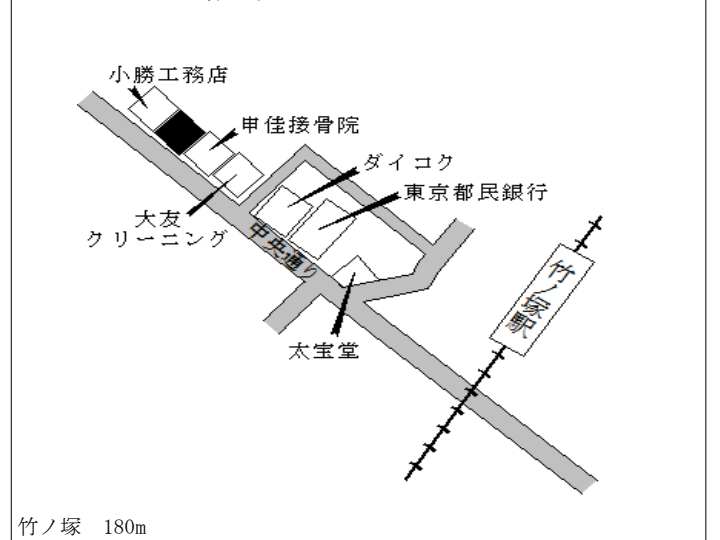 小勝工務店
申佳接骨院
ダイコク
東京都民銀行
大友
クリーニング
中央通り
竹ノ塚駅
太宝堂
竹ノ塚　180m